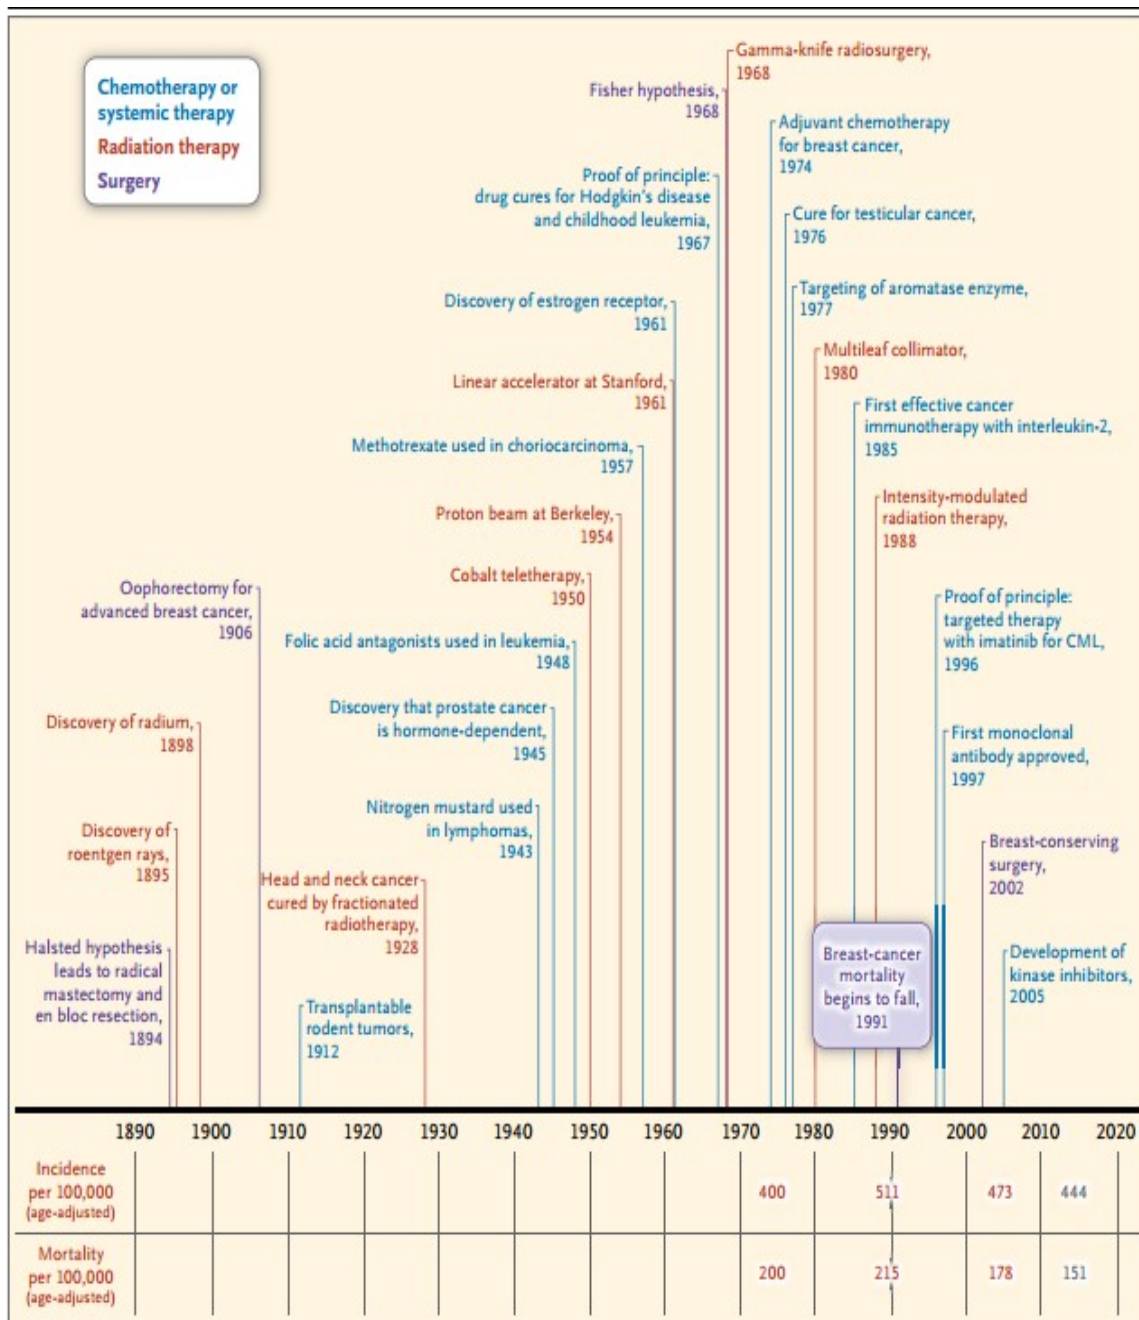 Chemotherapy or
systemic therapy
Radiation therapy
Surgery
Gamma-knife radiosurgery,
1968
Fisher hypothesis,
1968
Adjuvant chemotherapy
for breast cancer,
1974
Proof of principle:
drug cures for Hodgkin's disease
and childhood leukemia,
1967
Cure for testicular cancer,
1976
Targeting of aromatase enzyme,
1977
Discovery of estrogen receptor,
1961
Multileaf collimator,
1980
Linear accelerator at Stanford,
1961
First effective cancer
immunotherapy with interleukin-2,
1985
Methotrexate used in choriocarcinoma,
1957
Intensity-modulated
radiation therapy,
1988
Proton beam at Berkeley,
1954
Cobalt teletherapy,
1950
Oophorectomy for
advanced breast cancer,
1906
Proof of principle:
targeted therapy
with imatinib for CML,
1996
Folic acid antagonists used in leukemia,
1948
Discovery that prostate cancer
is hormone-dependent,
1945
Discovery of radium,
1898
First monoclonal
antibody approved,
1997
Nitrogen mustard used
in lymphomas,
1943
Discovery of
roentgen rays,
1895
Breast-conserving
surgery,
2002
Head and neck cancer
cured by fractionated
radiotherapy,
1928
Halsted hypothesis
leads to radical
mastectomy and
en bloc resection,
1894
Breast-cancer
mortality
begins to fall,
1991
Development of
kinase inhibitors,
2005
Transplantable
rodent tumors,
1912
1890 1900 1910 1920 1930 1940 1950 1960 1970 1980 1990 2000 2010 2020
Incidence
per 100,000 400 511 473 444
(age-adjusted)
Mortality
per 100,000 200 215 178 151
(age-adjusted)